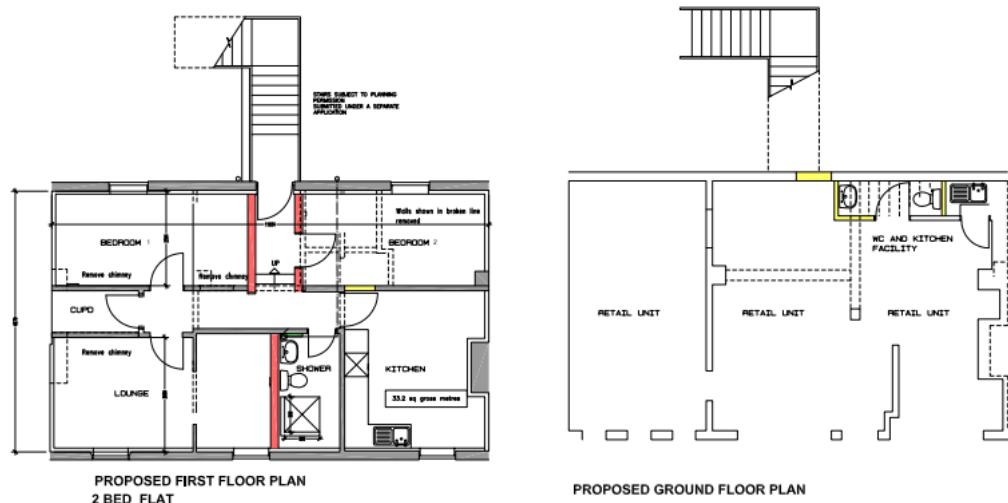 STAIRS SUBJECT TO PLANNING
PERMISSION
SUBMITTED UNDER A SEPARATE
APPLICATION
Walls shown in broken line
removed
BEDROOM 1
BEDROOM 2
UP
Remove chimney
Remove chimney
CUPD
Remove chimney
LOUNGE
SHOWER
KITCHEN
33.2 sq gross metres
PROPOSED FIRST FLOOR PLAN
2 BED FLAT
WC AND KITCHEN
FACILITY
RETAIL UNIT
RETAIL UNIT
RETAIL UNIT
PROPOSED GROUND FLOOR PLAN